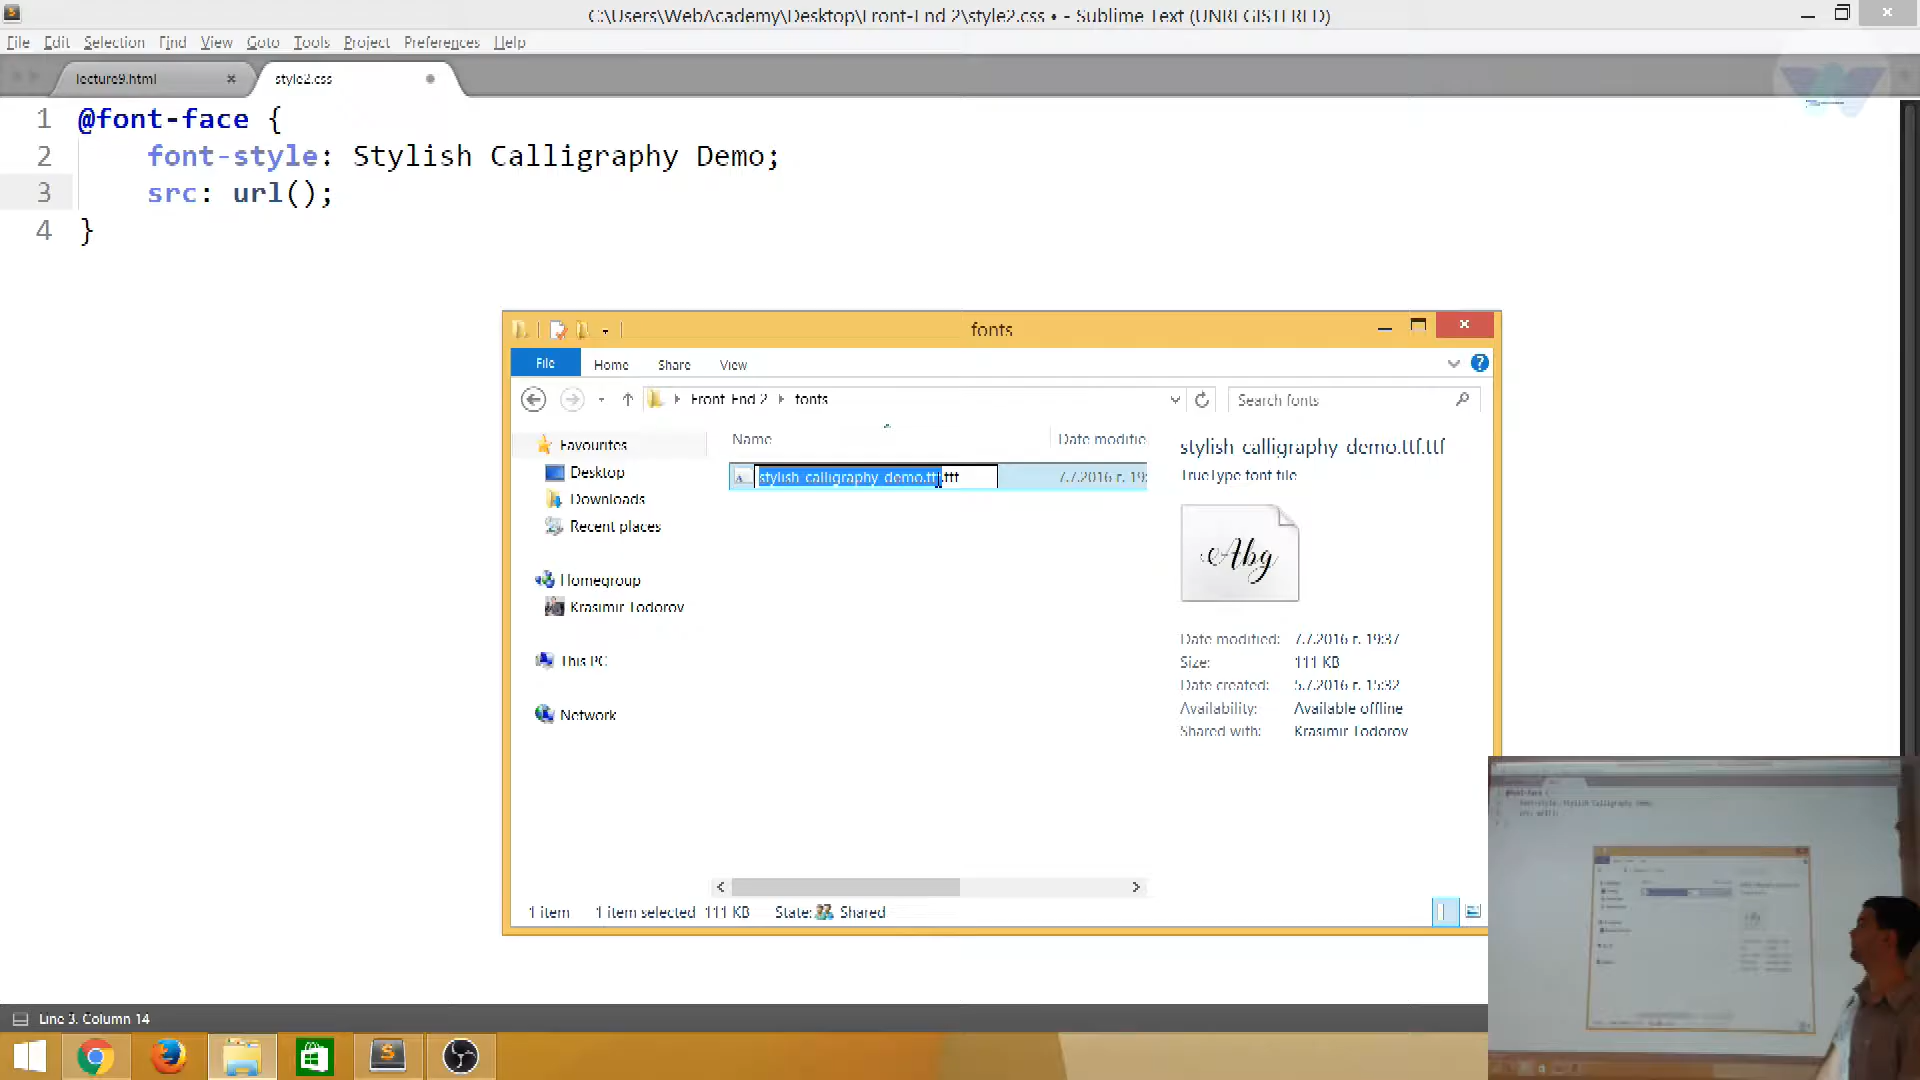 C:\Users\WebAcademy\Desktop\Front-End 2\style2.css • - Sublime Text (UNREGISTERED)
File Edit Selection Find View Goto Tools Project Preferences Help
lecture9.html
style2.css
1 @font-face {
2 font-style: Stylish Calligraphy Demo;
3 src: url();
4 }
fonts
File Home Share View
Front End 2 fonts
Search fonts
Favourites
Desktop
Downloads
Recent places
Homegroup
Krasimir Todorov
This PC
Network
Name Date modifie
stylish calligraphy demo.ttf.ttf 7.7.2016 г. 19:
stylish calligraphy demo.ttf.ttf
TrueType font file
Abg
Date modified: 7.7.2016 г. 19:37
Size: 111 KB
Date created: 5.7.2016 г. 15:32
Availability: Available offline
Shared with: Krasimir Todorov
1 item 1 item selected 111 KB State: Shared
Line 3, Column 14